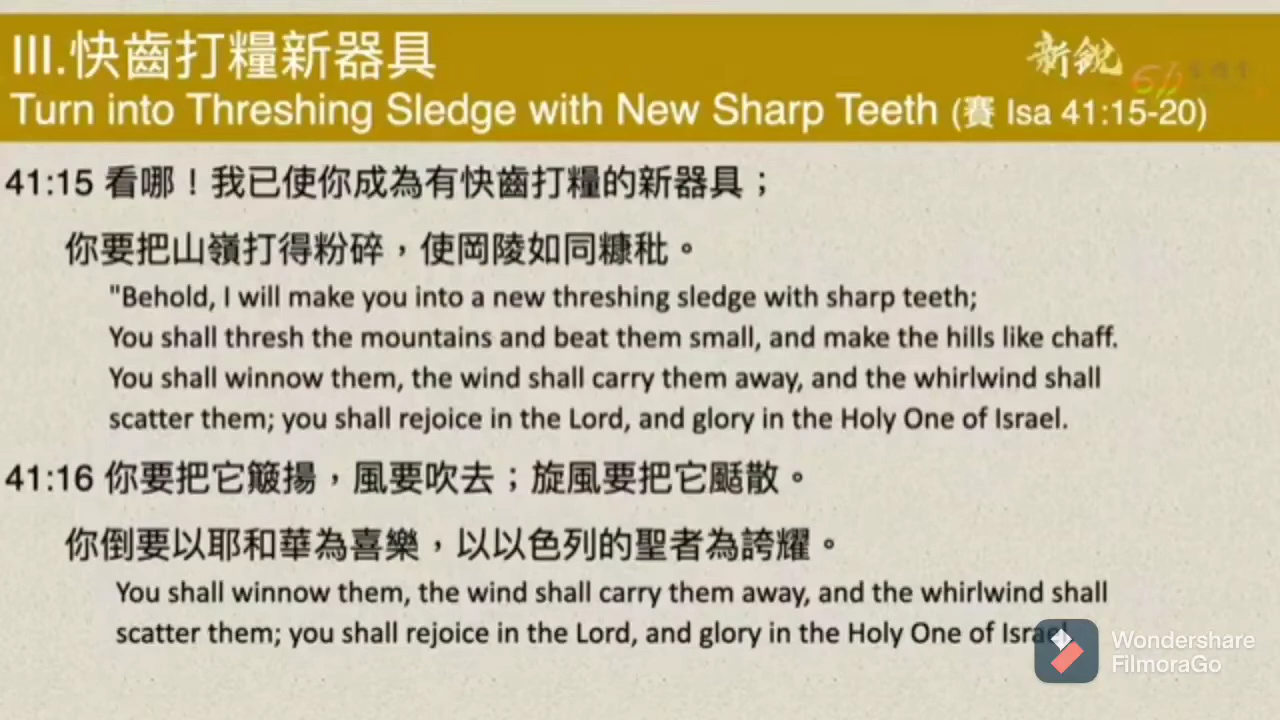 III.快齒打糧新器具
新銳 611
Turn into Threshing Sledge with New Sharp Teeth (賽 Isa 41:15-20)
41:15 看哪！我已使你成為有快齒打糧的新器具；
你要把山嶺打得粉碎，使岡陵如同糠秕。
"Behold, I will make you into a new threshing sledge with sharp teeth;
You shall thresh the mountains and beat them small, and make the hills like chaff.
You shall winnow them, the wind shall carry them away, and the whirlwind shall
scatter them; you shall rejoice in the Lord, and glory in the Holy One of Israel.
41:16 你要把它簸揚，風要吹去；旋風要把它颳散。
你倒要以耶和華為喜樂，以以色列的聖者為誇耀。
You shall winnow them, the wind shall carry them away, and the whirlwind shall
scatter them; you shall rejoice in the Lord, and glory in the Holy One of Israel
Wondershare
FilmoraGo